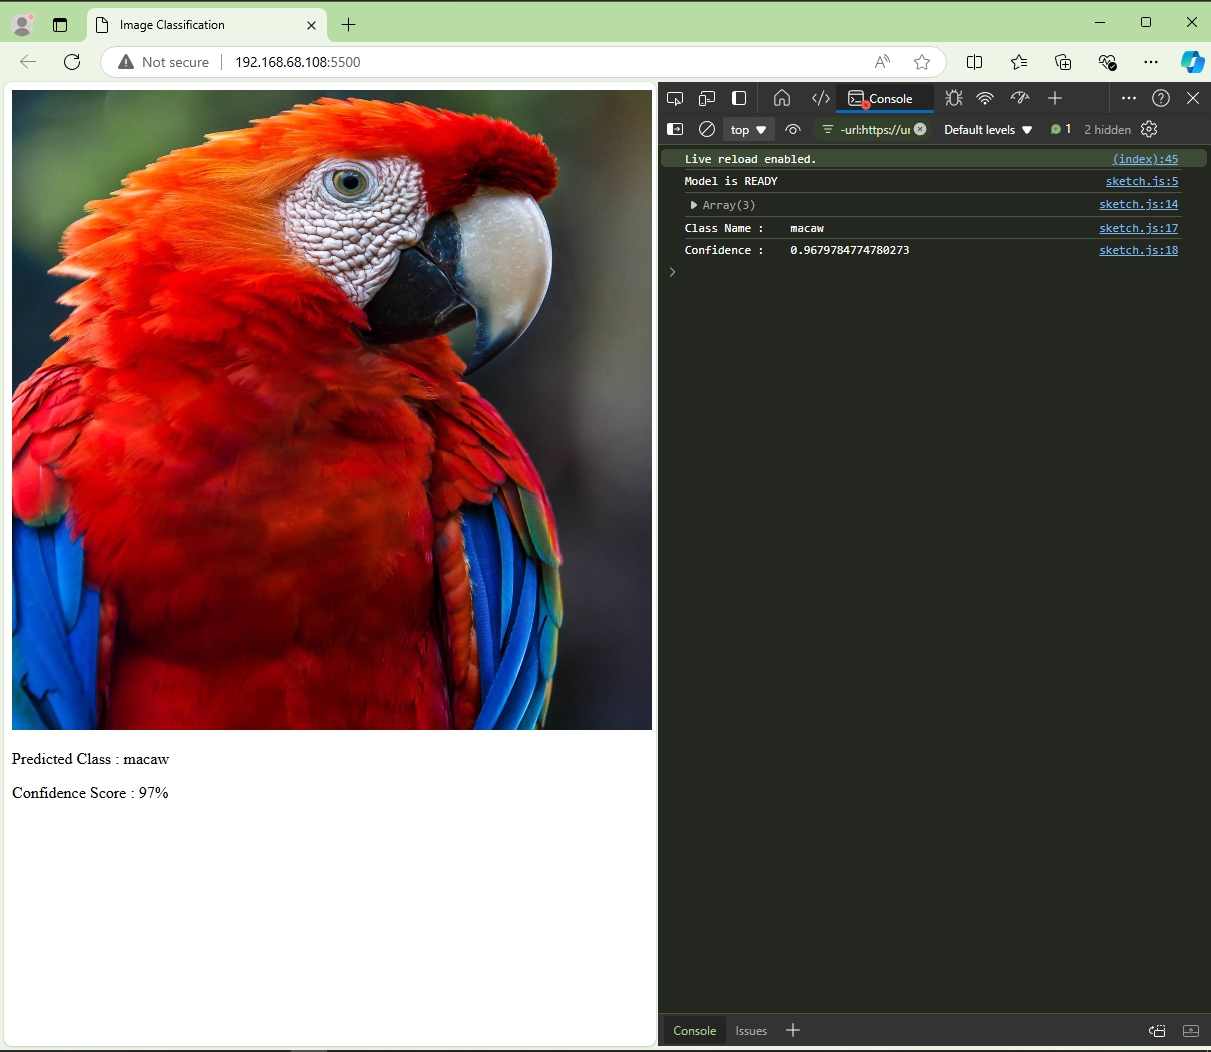 Image Classification
Not secure 192.168.68.108:5500
Console
top -url:https://ur Default levels 1 2 hidden
Live reload enabled. (index):45
Model is READY sketch.js:5
Array(3) sketch.js:14
Class Name : macaw sketch.js:17
Confidence : 0.9679784774780273 sketch.js:18
Predicted Class : macaw
Confidence Score : 97%
Console Issues